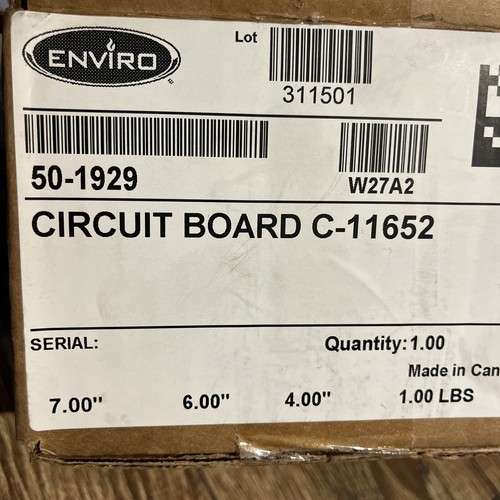 ENVIRO
Lot
311501
50-1929
W27A2
CIRCUIT BOARD C-11652
SERIAL:
Quantity:1.00
Made in Can
7.00" 6.00" 4.00" 1.00 LBS